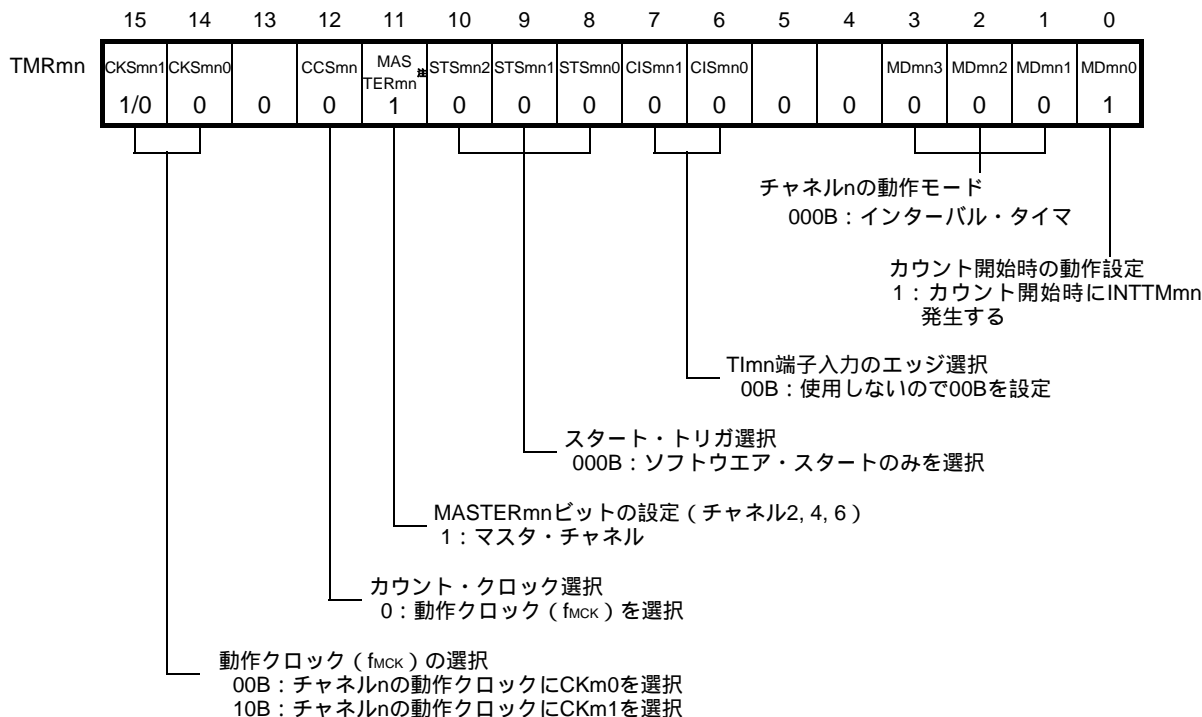 15 14 13 12 11 10 9 8 7 6 5 4 3 2 1 0
TMRmn CKSmn1 CKSmn0 CCSmn MAS TERmn 注 STSmn2 STSmn1 STSmn0 CISmn1 CISmn0 MDmn3 MDmn2 MDmn1 MDmn0
1/0 0 0 0 1 0 0 0 0 0 0 0 0 0 0 1
チャネルnの動作モード
000B：インターバル・タイマ
カウント開始時の動作設定
1：カウント開始時にINTTMmn
発生する
TImn端子入力のエッジ選択
00B：使用しないので00Bを設定
スタート・トリガ選択
000B：ソフトウエア・スタートのみを選択
MASTERmnビットの設定（チャネル2, 4, 6）
1：マスタ・チャネル
カウント・クロック選択
0：動作クロック（fMCK）を選択
動作クロック（fMCK）の選択
00B：チャネルnの動作クロックにCKm0を選択
10B：チャネルnの動作クロックにCKm1を選択